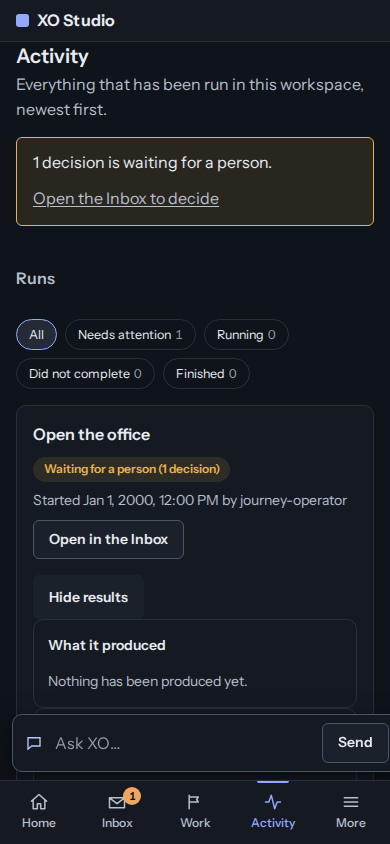 XO Studio
Activity
Everything that has been run in this workspace,
newest first.
1 decision is waiting for a person.
Open the Inbox to decide
Runs
All
Needs attention 1
Running 0
Did not complete 0
Finished 0
Open the office
Waiting for a person (1 decision)
Started Jan 1, 2000, 12:00 PM by journey-operator
Open in the Inbox
Hide results
What it produced
Nothing has been produced yet.
Ask XO...
Send
1
Home
Inbox
Work
Activity
More